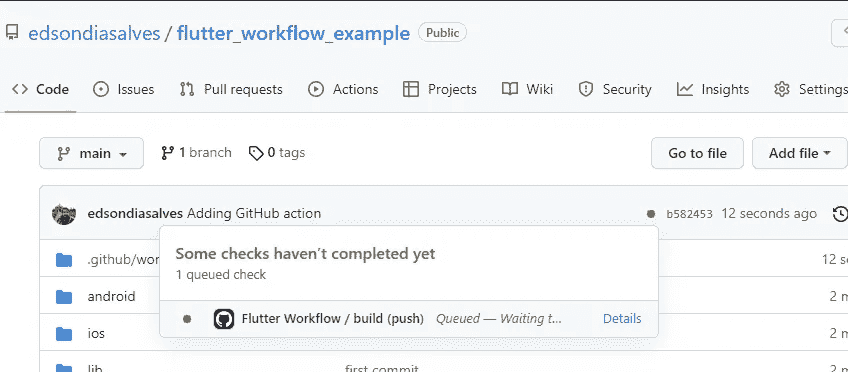 edsondiasalves / flutter_workflow_example Public
Code Issues Pull requests Actions Projects Wiki Security Insights Settings
main 1 branch 0 tags Go to file Add file
edsondiasalves Adding GitHub action b582453 12 seconds ago
Some checks haven't completed yet
1 queued check
.github/wor 12 s
android 2 m
Flutter Workflow / build (push) Queued — Waiting t... Details
ios 2 m
lib first commit 2 m